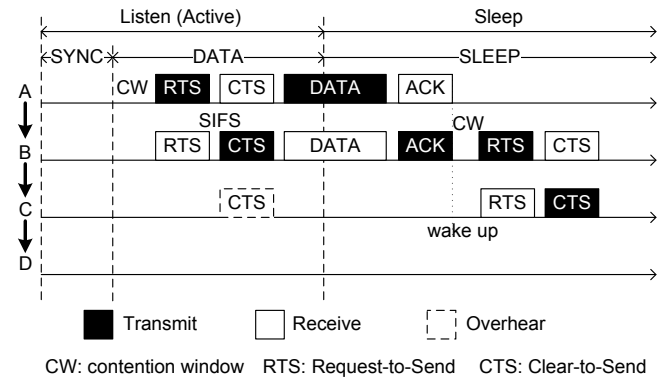 Listen (Active) Sleep
SYNC DATA SLEEP
A CW RTS CTS DATA ACK
SIFS CW
B RTS CTS DATA ACK RTS CTS
C CTS RTS CTS
wake up
D
Transmit Receive Overhear
CW: contention window RTS: Request-to-Send CTS: Clear-to-Send